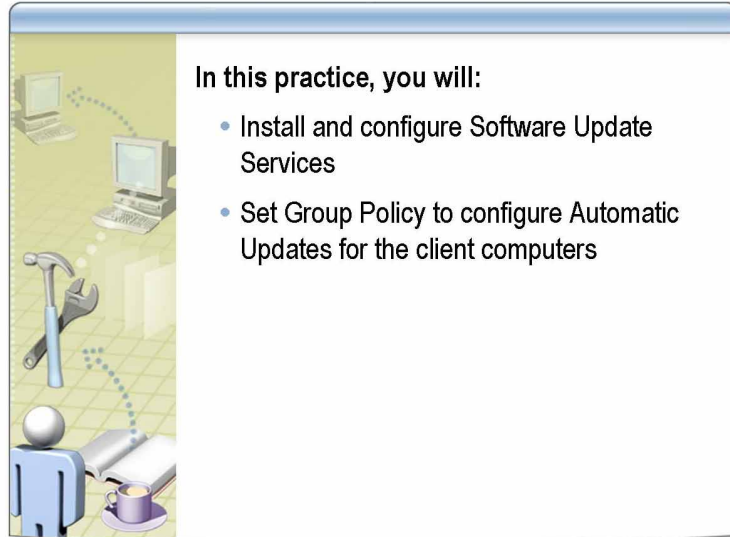 In this practice, you will:
• Install and configure Software Update
Services
• Set Group Policy to configure Automatic
Updates for the client computers